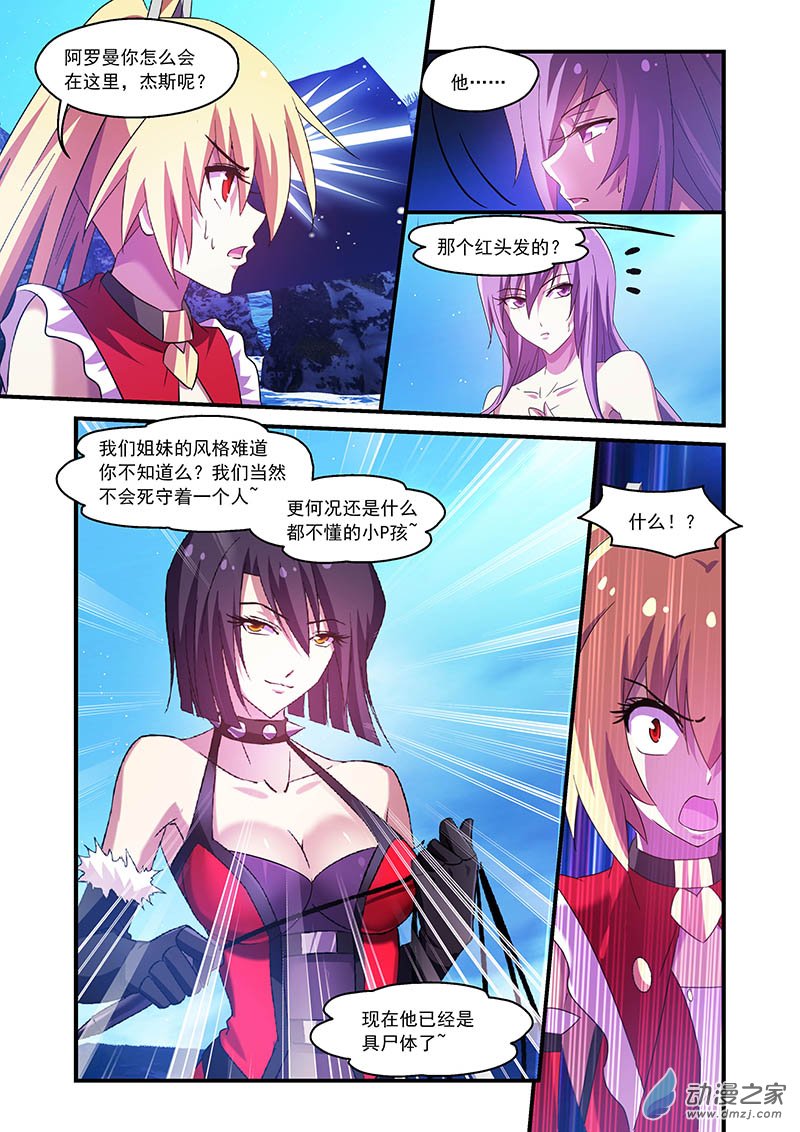 阿罗曼你怎么会
在这里，杰斯呢？
他……
那个红头发的？
我们姐妹的风格难道
你不知道么？我们当然
不会死守着一个人~
更何况还是什么
都不懂的小P孩~
什么！？
现在他已经是
具尸体了~
动漫之家
www.dmzj.com